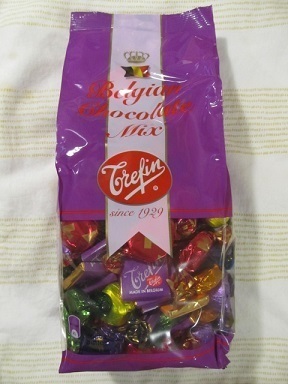 Belgian
Chocolate
Mix
Trefin
®
since 1929
Trefin
MADE IN BELGIUM